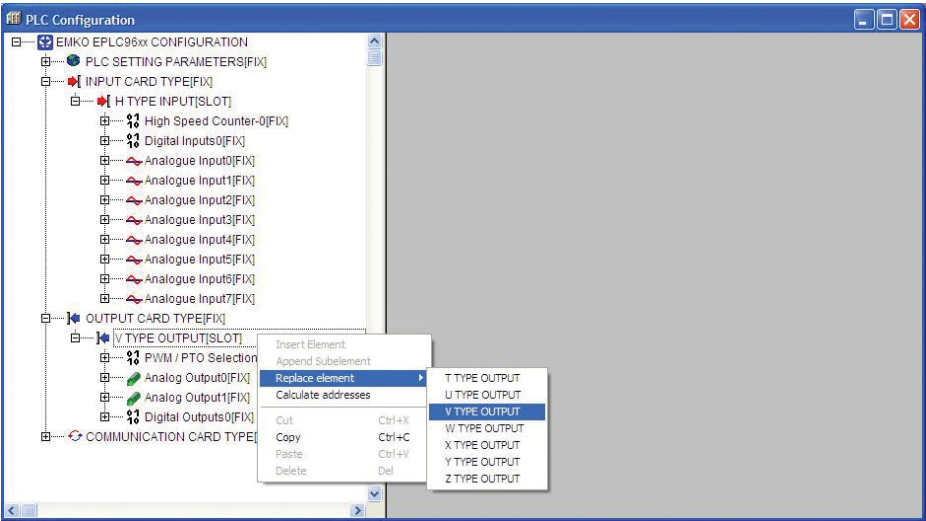 PLC Configuration
EMKO EPLC96xx CONFIGURATION
PLC SETTING PARAMETERS[FIX]
INPUT CARD TYPE[FIX]
H TYPE INPUT[SLOT]
High Speed Counter-0[FIX]
Digital Inputs0[FIX]
Analogue Input0[FIX]
Analogue Input1[FIX]
Analogue Input2[FIX]
Analogue Input3[FIX]
Analogue Input4[FIX]
Analogue Input5[FIX]
Analogue Input6[FIX]
Analogue Input7[FIX]
OUTPUT CARD TYPE[FIX]
V TYPE OUTPUT[SLOT]
PWM / PTO Selection
Analog Output0[FIX]
Analog Output1[FIX]
Digital Outputs0[FIX]
COMMUNICATION CARD TYPE[
Insert Element
Append Subelement
Replace element
Calculate addresses
Cut Ctrl+X
Copy Ctrl+C
Paste Ctrl+V
Delete Del
T TYPE OUTPUT
U TYPE OUTPUT
V TYPE OUTPUT
W TYPE OUTPUT
X TYPE OUTPUT
Y TYPE OUTPUT
Z TYPE OUTPUT